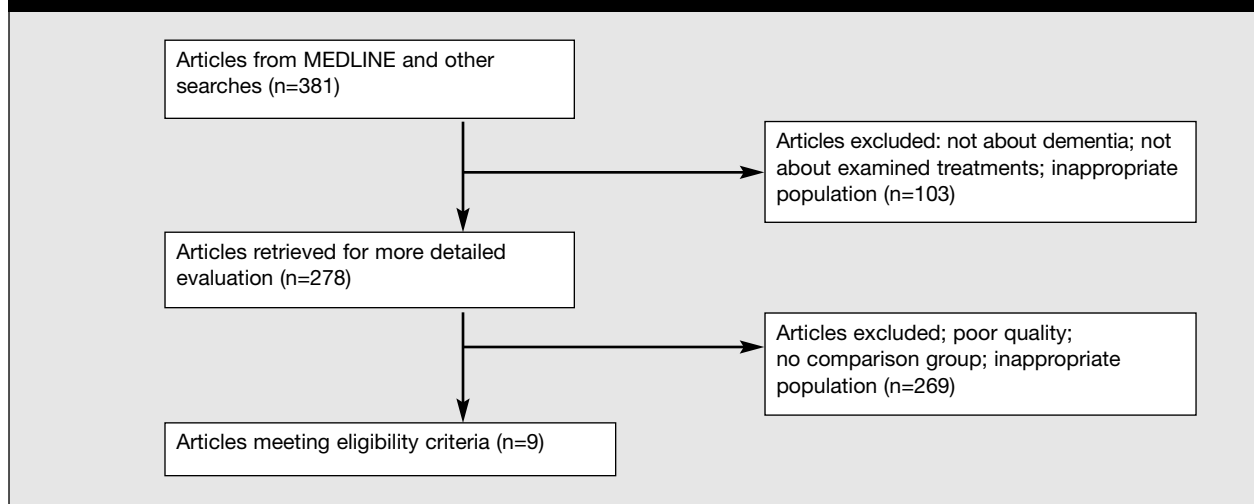 Articles from MEDLINE and other
searches (n=381)
Articles excluded: not about dementia; not
about examined treatments; inappropriate
population (n=103)
Articles retrieved for more detailed
evaluation (n=278)
Articles excluded; poor quality;
no comparison group; inappropriate
population (n=269)
Articles meeting eligibility criteria (n=9)